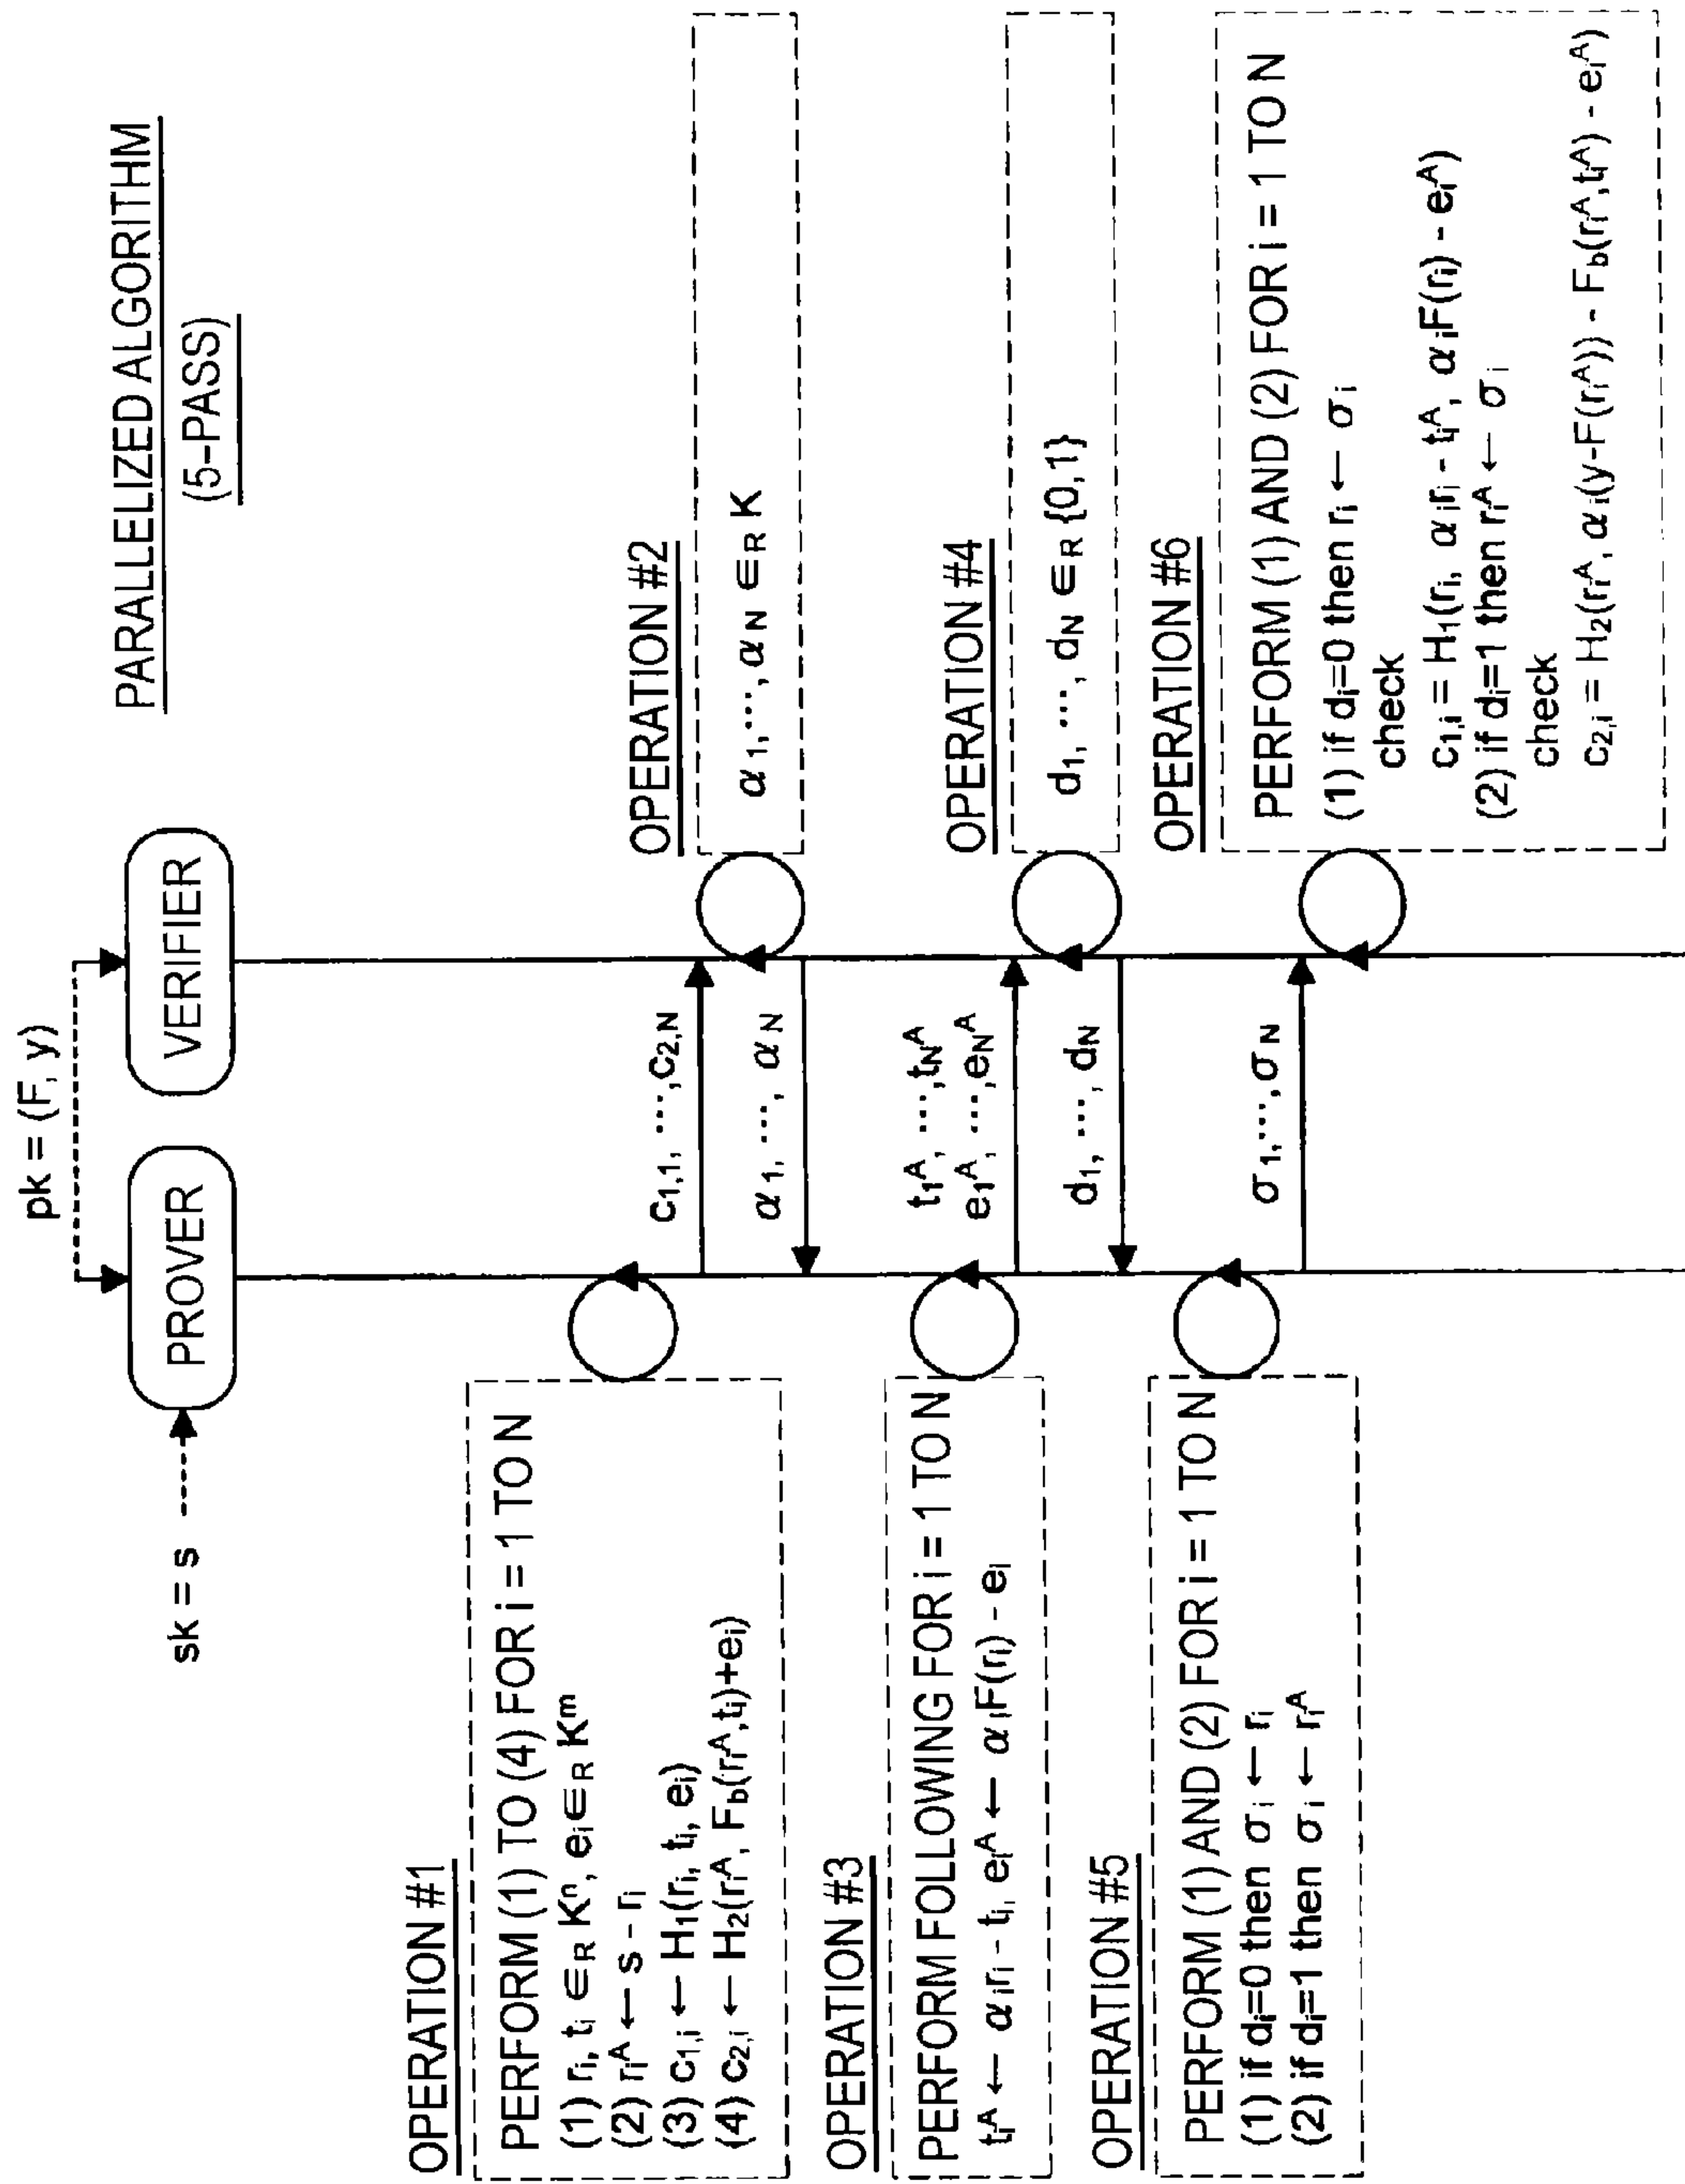 PARALLELIZED ALGORITHM
(5-PASS)
pk = (F, y)
sk = s
PROVER
VERIFIER
OPERATION #1
PERFORM (1) TO (4) FOR i = 1 TO N
(1) rᵢ, tᵢ ∈R Kⁿ, eᵢ ∈R Kᵐ
(2) rᵢᴬ ← s - rᵢ
(3) c₁,ᵢ ← H₁(rᵢ, tᵢ, eᵢ)
(4) c₂,ᵢ ← H₂(rᵢᴬ, Fb(rᵢᴬ,tᵢ)+eᵢ)
c₁,₁, ···,c₂,N
OPERATION #2
α₁,···,αN ∈R K
α₁, ···, αN
OPERATION #3
PERFORM FOLLOWING FOR i = 1 TO N
tᵢᴬ ← αᵢrᵢ - tᵢ, eᵢᴬ ← αᵢF(rᵢ) - eᵢ
t₁ᴬ, ···,tNᴬ
e₁ᴬ, ···,eNᴬ
OPERATION #4
d₁, ···, dN ∈R {0,1}
d₁, ···, dN
OPERATION #5
PERFORM (1) AND (2) FOR i = 1 TO N
(1) if dᵢ=0 then σᵢ ← rᵢ
(2) if dᵢ=1 then σᵢ ← rᵢᴬ
σ₁,···,σN
OPERATION #6
PERFORM (1) AND (2) FOR i = 1 TO N
(1) if dᵢ=0 then rᵢ ← σᵢ
check
c₁,ᵢ = H₁(rᵢ, αᵢrᵢ - tᵢᴬ, αᵢF(rᵢ) - eᵢᴬ)
(2) if dᵢ=1 then rᵢᴬ ← σᵢ
check
c₂,ᵢ = H₂(rᵢᴬ, αᵢ(y-F(rᵢᴬ)) - Fb(rᵢᴬ,tᵢᴬ) - eᵢᴬ)